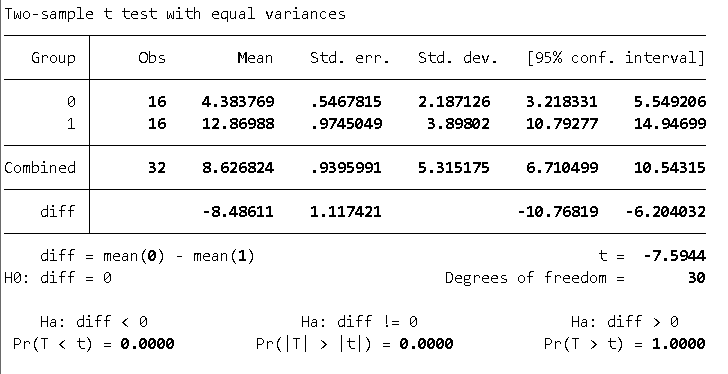 Two-sample t test with equal variances
Group Obs Mean Std. err. Std. dev. [95% conf. interval]
0 16 4.383769 .5467815 2.187126 3.218331 5.549206
1 16 12.86988 .9745049 3.89802 10.79277 14.94699
Combined 32 8.626824 .9395991 5.315175 6.710499 10.54315
diff -8.48611 1.117421 -10.76819 -6.204032
diff = mean(0) - mean(1) t = -7.5944
H0: diff = 0 Degrees of freedom = 30
Ha: diff < 0 Ha: diff != 0 Ha: diff > 0
Pr(T < t) = 0.0000 Pr(|T| > |t|) = 0.0000 Pr(T > t) = 1.0000